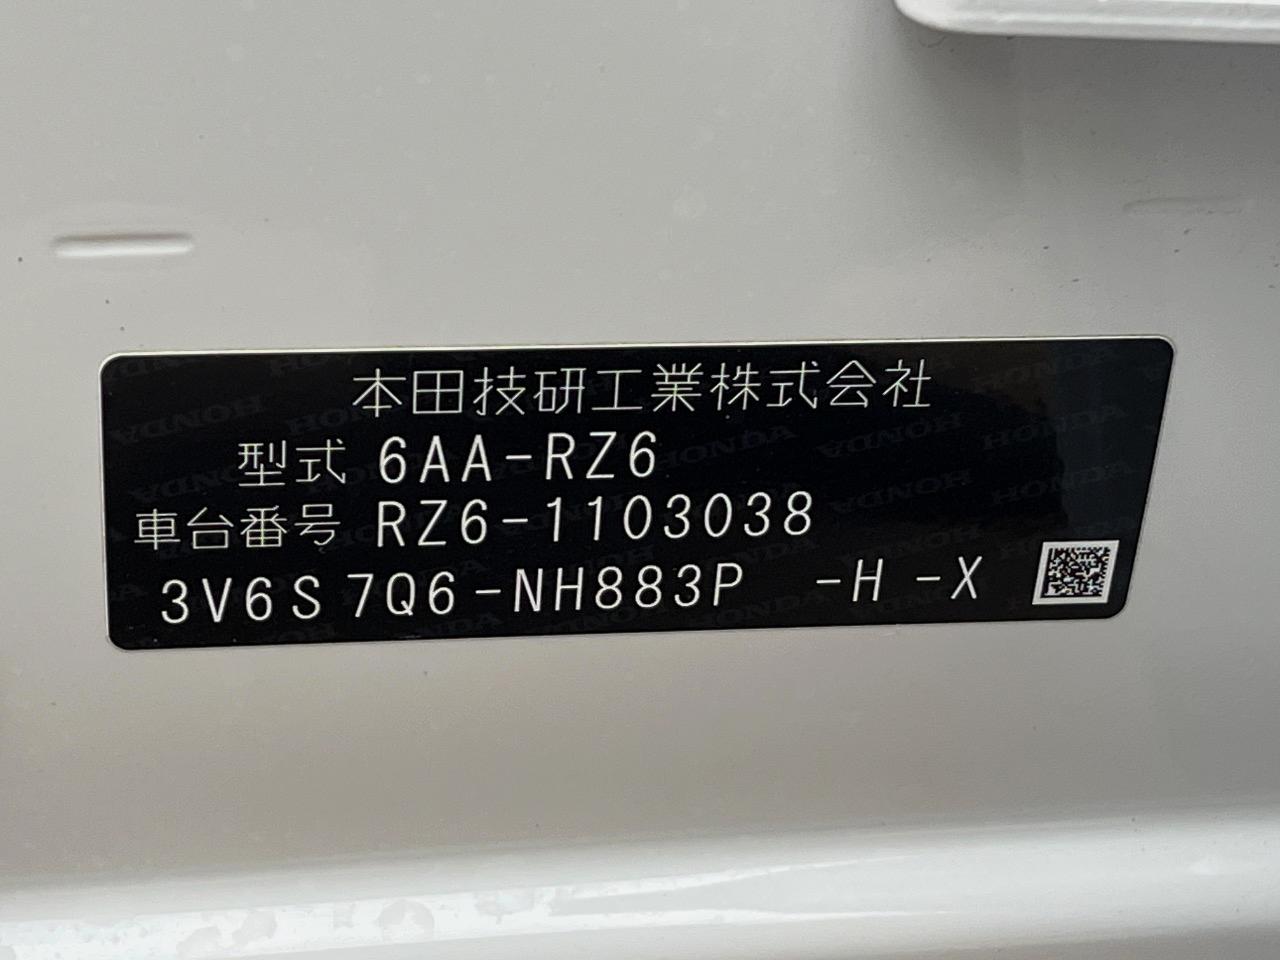 本田技研工業株式会社
型式 6AA-RZ6
車台番号 RZ6-1103038
3V6S 7Q6-NH883P -H -X